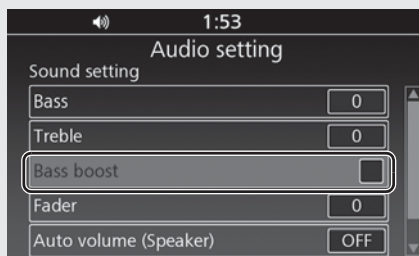 1:53
Audio setting
Sound setting
Bass 0
Treble 0
Bass boost
Fader 0
Auto volume (Speaker) OFF